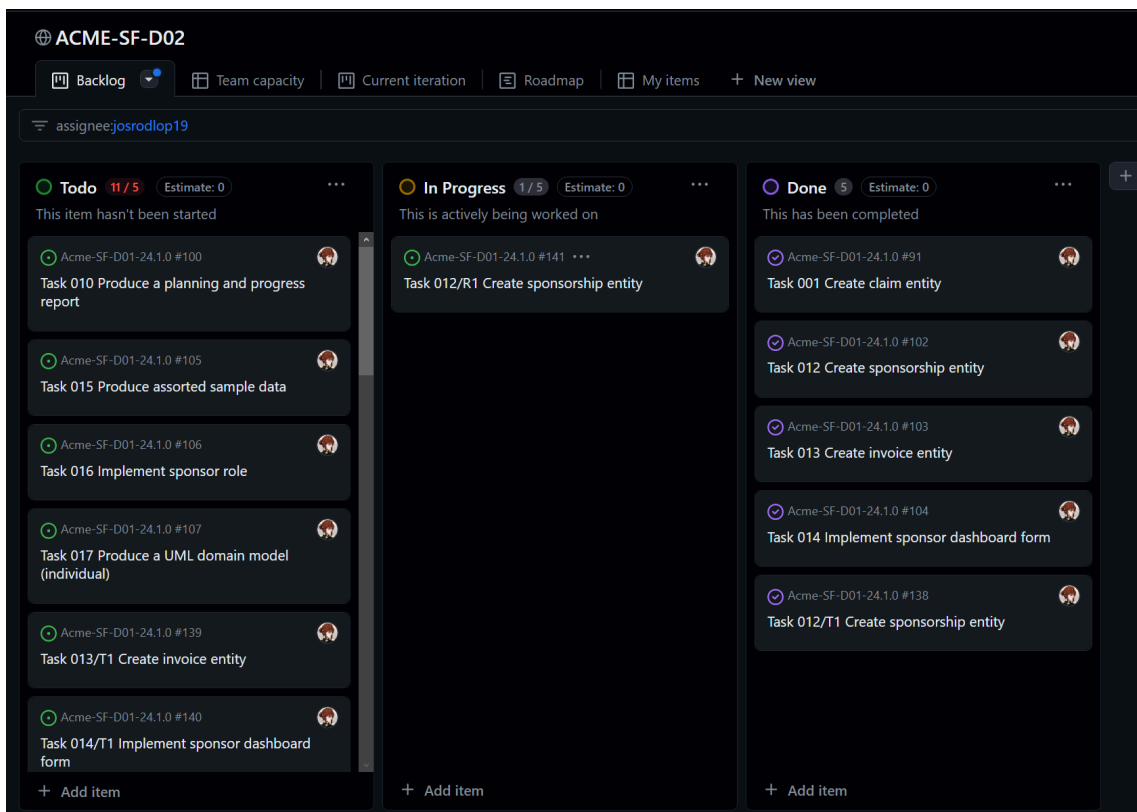 ACME-SF-D02
Backlog
Team capacity
Current iteration
Roadmap
My items
+ New view
assignee:josrodlop19
Todo 11 / 5 Estimate: 0 ...
This item hasn't been started
Acme-SF-D01-24.1.0 #100
Task 010 Produce a planning and progress
report
Acme-SF-D01-24.1.0 #105
Task 015 Produce assorted sample data
Acme-SF-D01-24.1.0 #106
Task 016 Implement sponsor role
Acme-SF-D01-24.1.0 #107
Task 017 Produce a UML domain model
(individual)
Acme-SF-D01-24.1.0 #139
Task 013/T1 Create invoice entity
Acme-SF-D01-24.1.0 #140
Task 014/T1 Implement sponsor dashboard
form
+ Add item
In Progress 1 / 5 Estimate: 0 ...
This is actively being worked on
Acme-SF-D01-24.1.0 #141 ...
Task 012/R1 Create sponsorship entity
+ Add item
Done 5 Estimate: 0 ...
This has been completed
Acme-SF-D01-24.1.0 #91
Task 001 Create claim entity
Acme-SF-D01-24.1.0 #102
Task 012 Create sponsorship entity
Acme-SF-D01-24.1.0 #103
Task 013 Create invoice entity
Acme-SF-D01-24.1.0 #104
Task 014 Implement sponsor dashboard form
Acme-SF-D01-24.1.0 #138
Task 012/T1 Create sponsorship entity
+ Add item
+